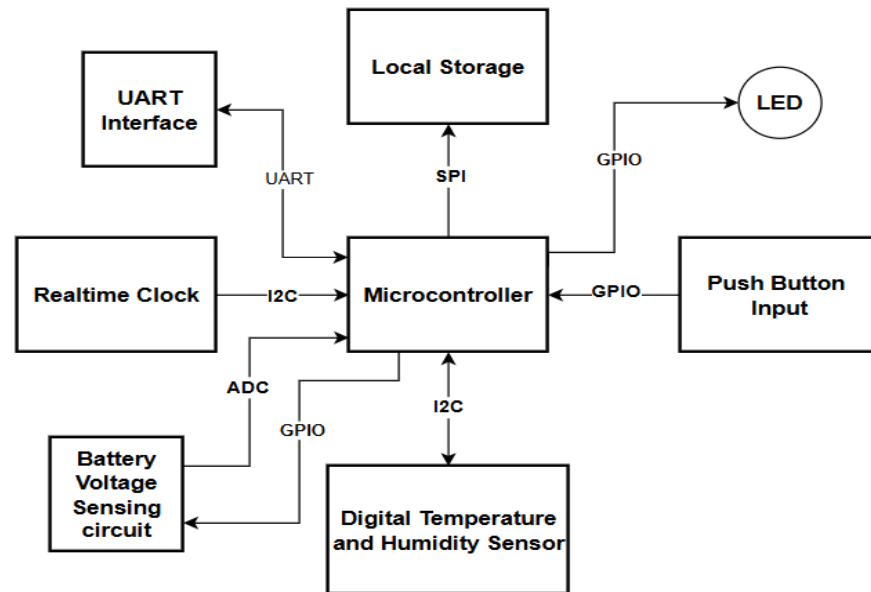 Local Storage
UART
Interface
LED
GPIO
UART
SPI
Realtime Clock
I2C
Microcontroller
GPIO
Push Button
Input
ADC
GPIO
I2C
Battery
Voltage
Sensing
circuit
Digital Temperature
and Humidity Sensor